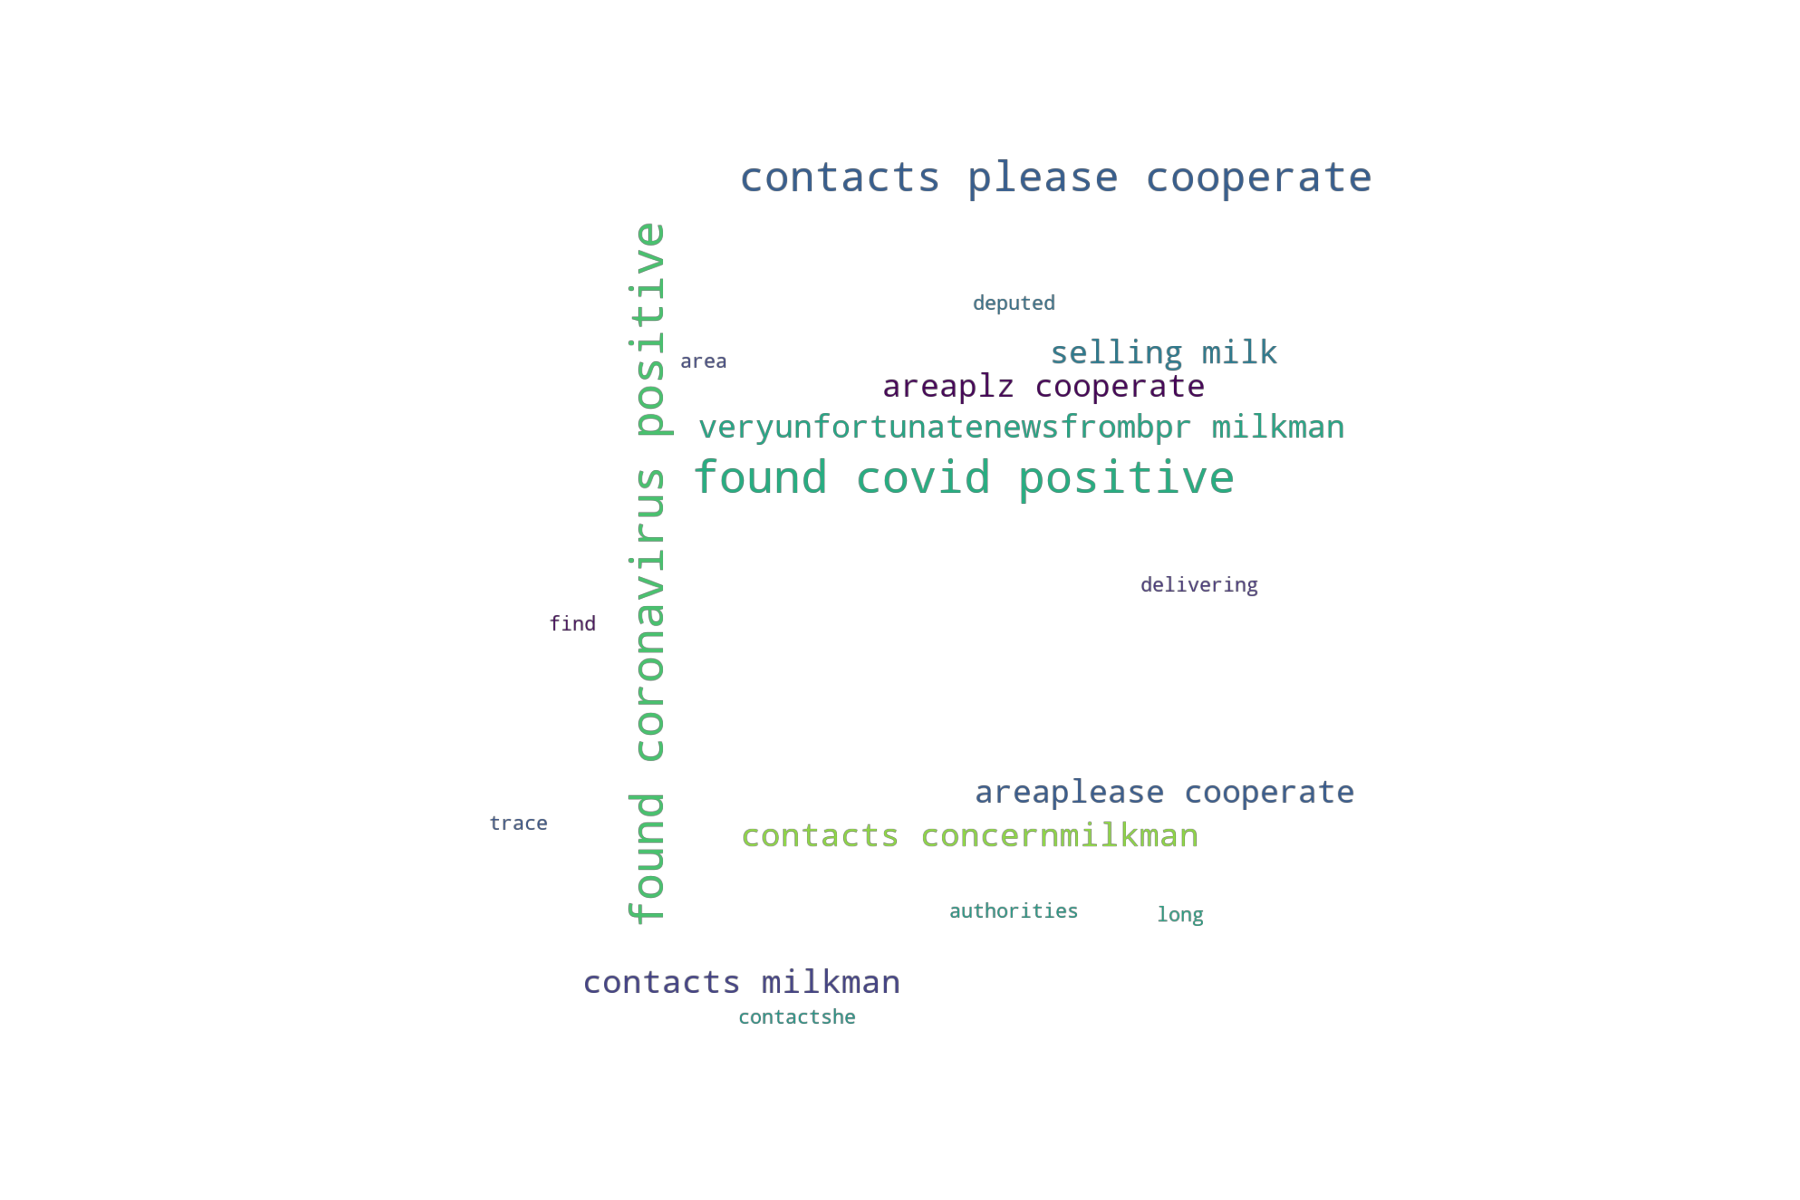 contacts please cooperate
found coronavirus positive
deputed
selling milk
area
areaplz cooperate
veryunfortunatenewsfrombpr milkman
found covid positive
delivering
find
areaplease cooperate
trace
contacts concernmilkman
authorities
long
contacts milkman
contactshe